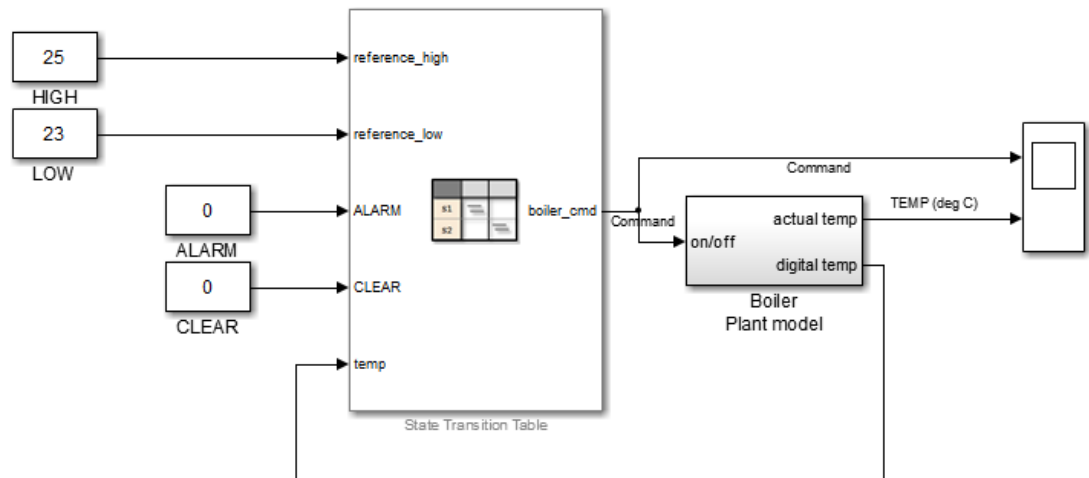 25
HIGH
23
LOW
0
ALARM
0
CLEAR
reference_high
reference_low
ALARM
CLEAR
temp
s1
s2
boiler_cmd
State Transition Table
Command
Command
on/off
actual temp
digital temp
Boiler
Plant model
TEMP (deg C)